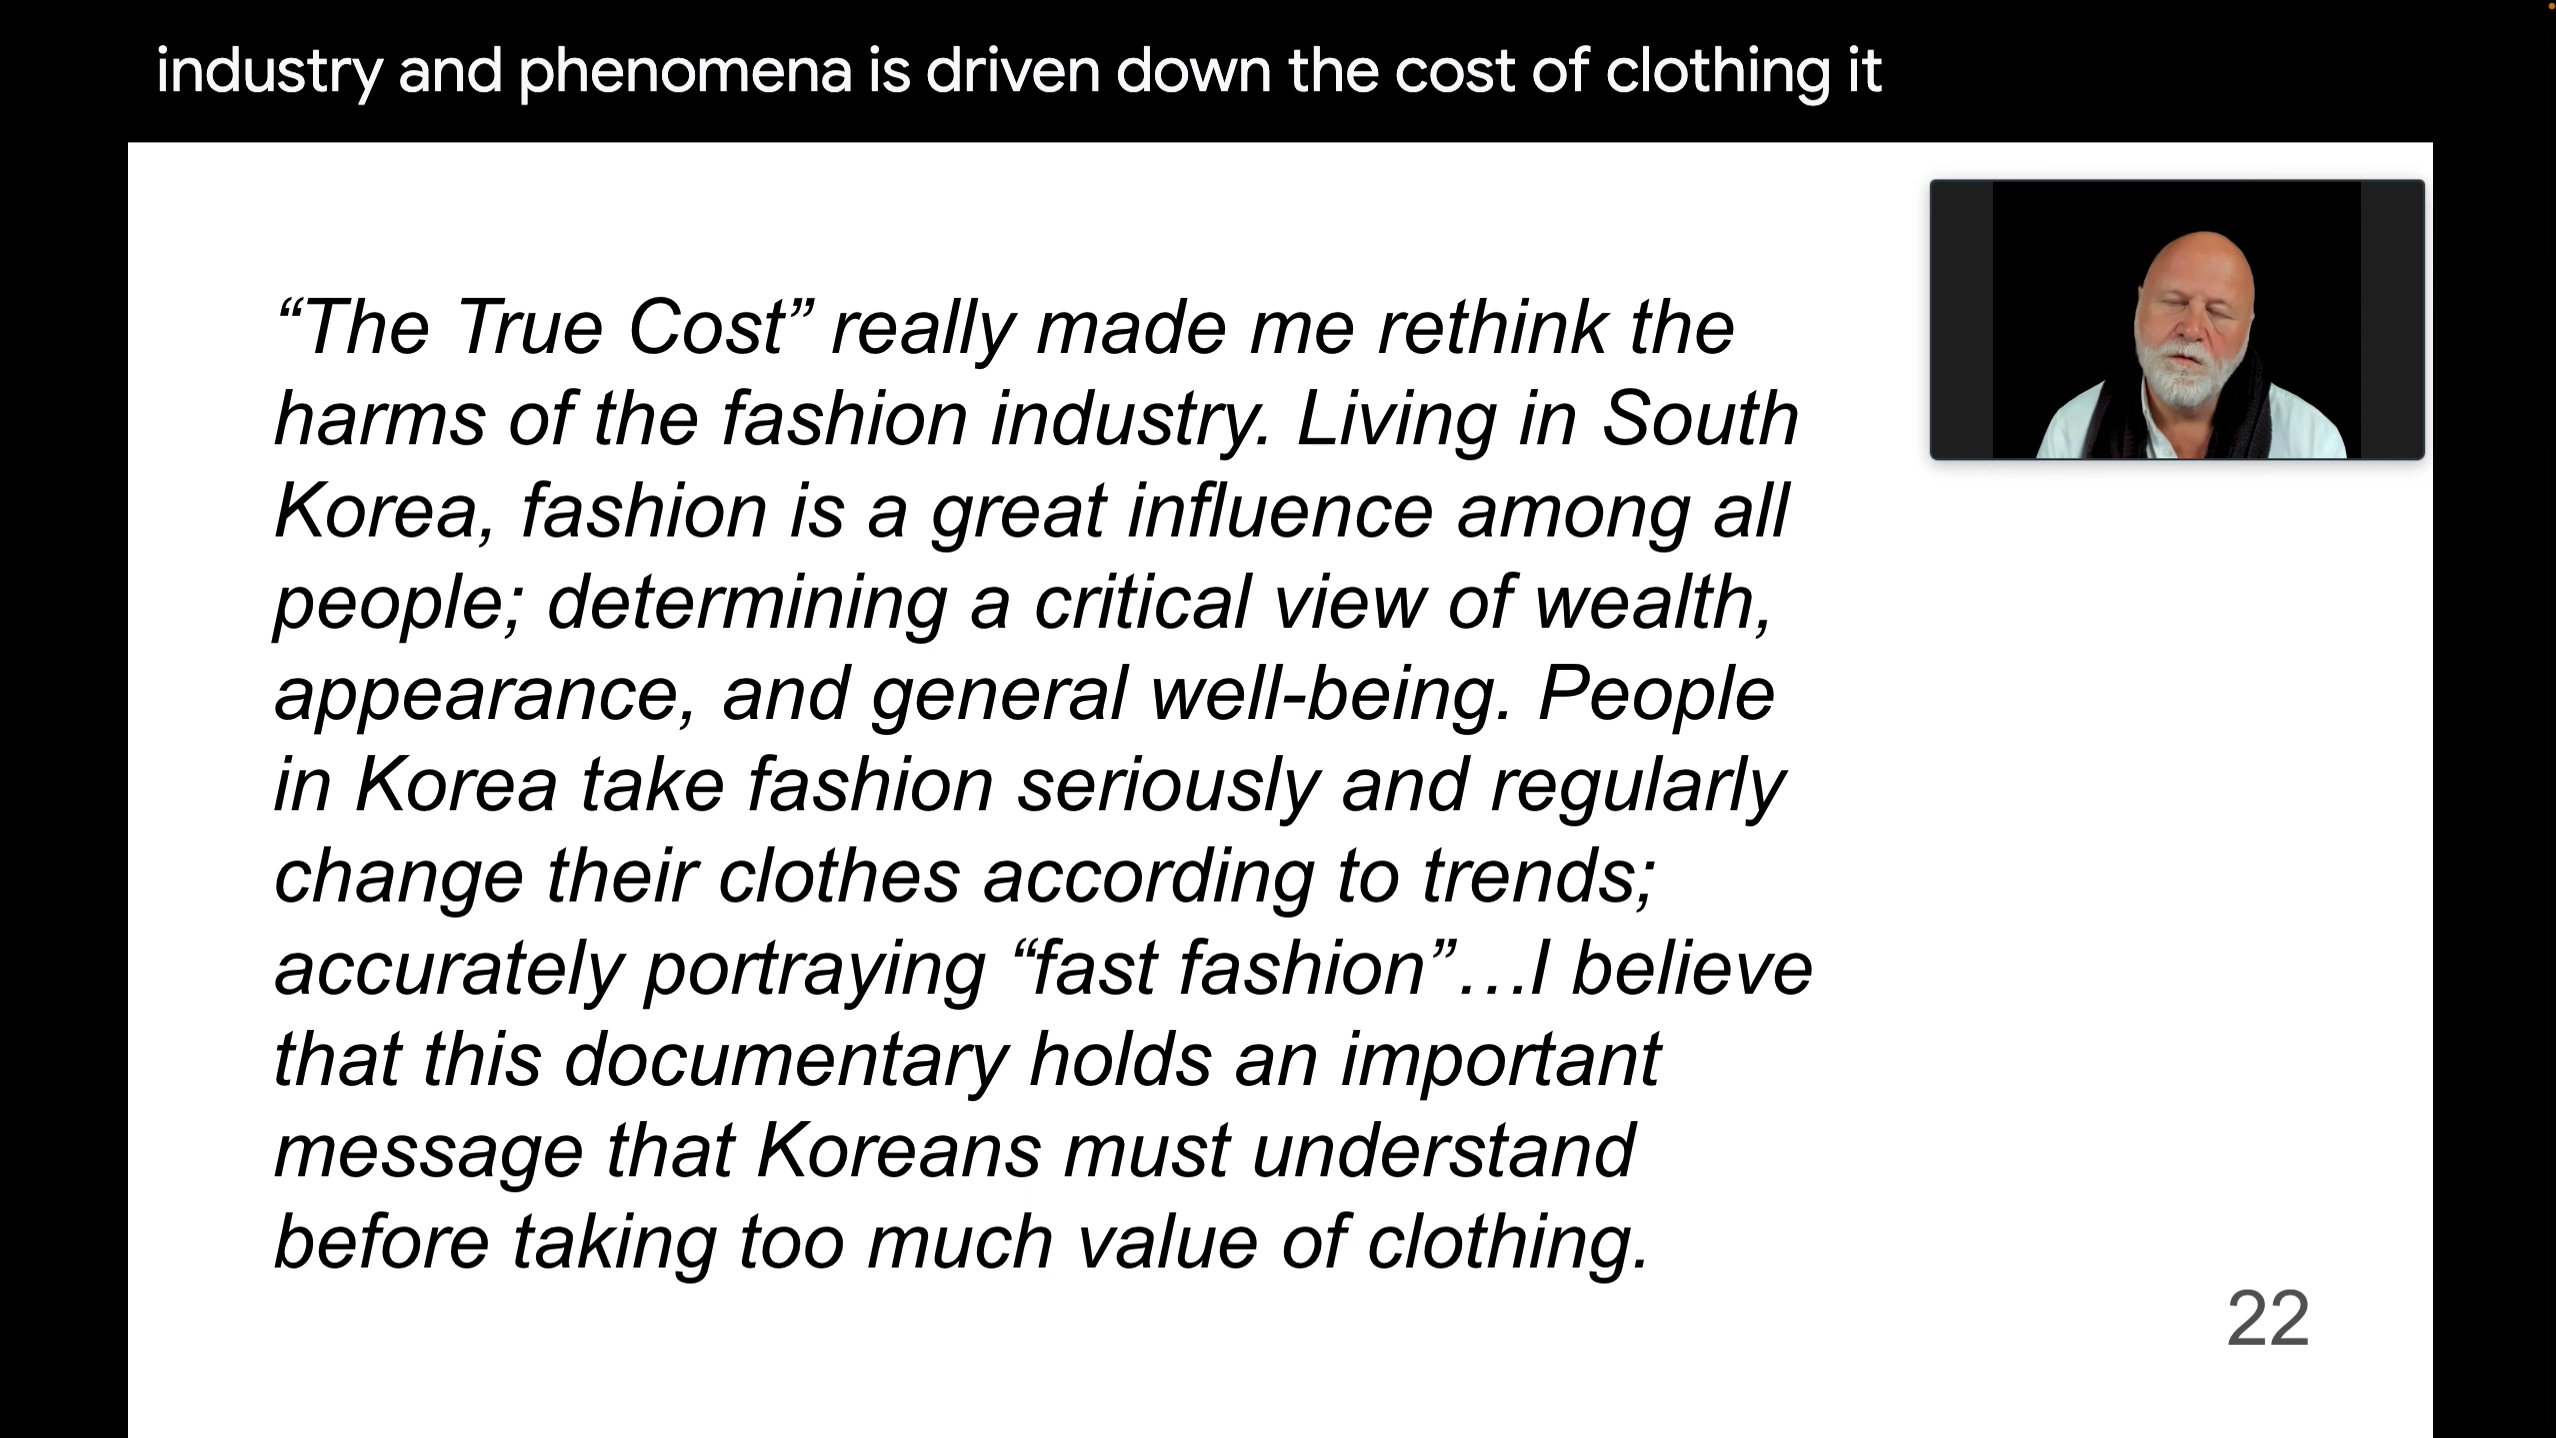 industry and phenomena is driven down the cost of clothing it
“The True Cost” really made me rethink the
harms of the fashion industry. Living in South
Korea, fashion is a great influence among all
people; determining a critical view of wealth,
appearance, and general well-being. People
in Korea take fashion seriously and regularly
change their clothes according to trends;
accurately portraying “fast fashion”…I believe
that this documentary holds an important
message that Koreans must understand
before taking too much value of clothing.
22